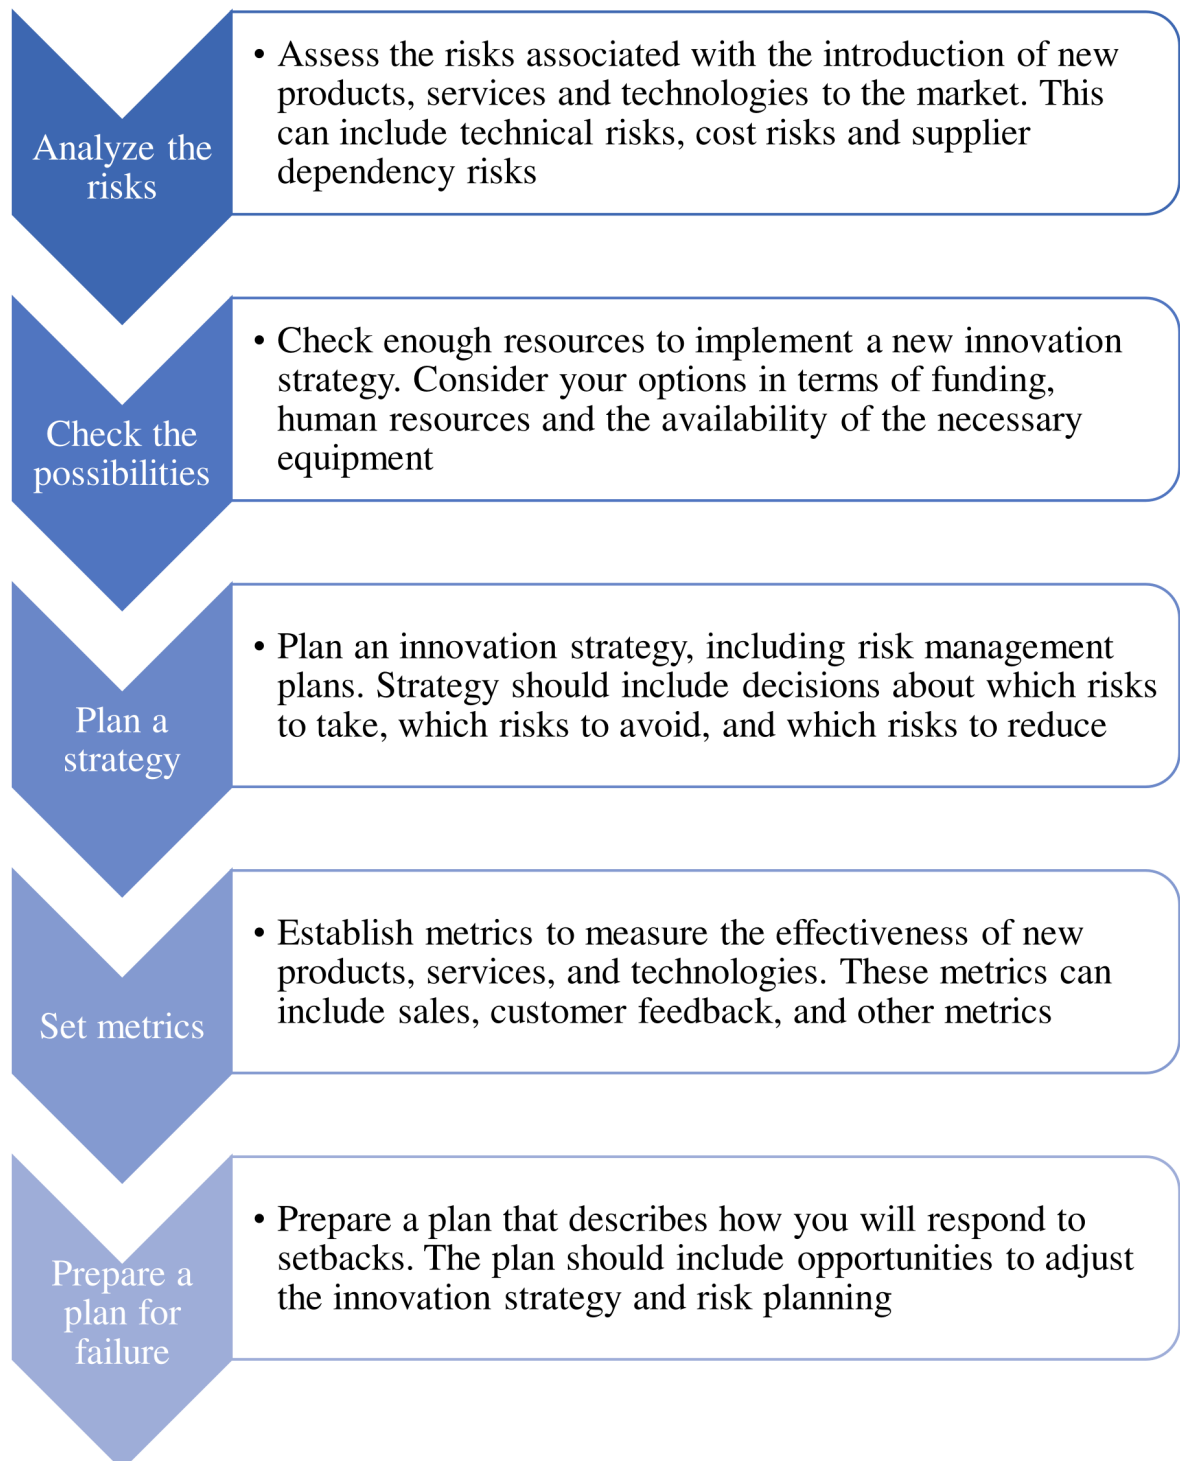 Analyze the
risks
• Assess the risks associated with the introduction of new
products, services and technologies to the market. This
can include technical risks, cost risks and supplier
dependency risks
Check the
possibilities
• Check enough resources to implement a new innovation
strategy. Consider your options in terms of funding,
human resources and the availability of the necessary
equipment
Plan a
strategy
• Plan an innovation strategy, including risk management
plans. Strategy should include decisions about which risks
to take, which risks to avoid, and which risks to reduce
Set metrics
• Establish metrics to measure the effectiveness of new
products, services, and technologies. These metrics can
include sales, customer feedback, and other metrics
Prepare a
plan for
failure
• Prepare a plan that describes how you will respond to
setbacks. The plan should include opportunities to adjust
the innovation strategy and risk planning